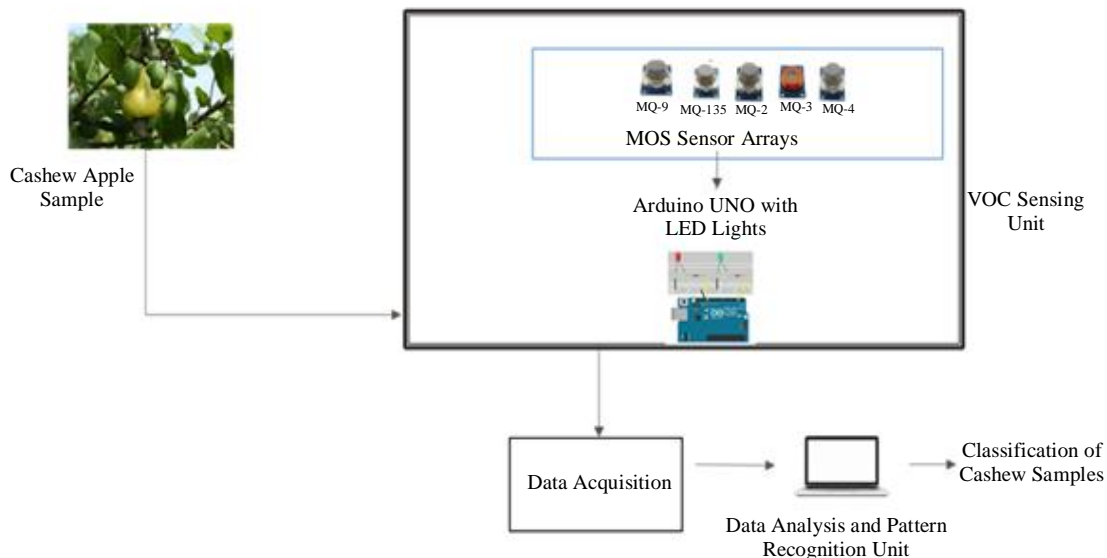 MQ-9
MQ-135
MQ-2
MQ-3
MQ-4
MOS Sensor Arrays
Cashew Apple
Sample
Arduino UNO with
LED Lights
VOC Sensing
Unit
Data Acquisition
Classification of
Cashew Samples
Data Analysis and Pattern
Recognition Unit